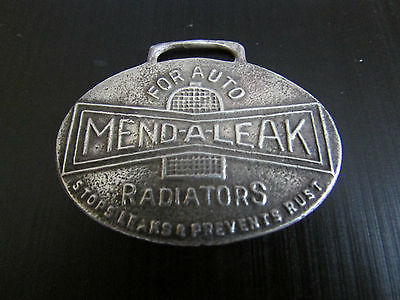 FOR AUTO
MEND-A-LEAK
RADIATORS
STOPS LEAKS & PREVENTS RUST